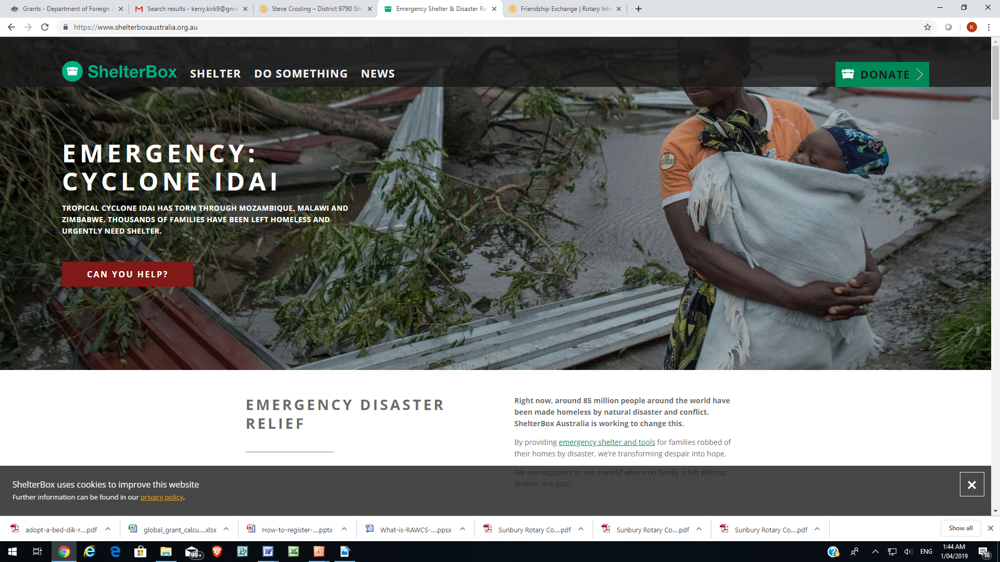 Grants - Department of Foreign
Search results - kerry.kirk9@gma
Steve Crosling – District 9790 She
Emergency Shelter & Disaster Re
Friendship Exchange | Rotary Inte
https://www.shelterboxaustralia.org.au
K
ShelterBox
SHELTER
DO SOMETHING
NEWS
DONATE
EMERGENCY:
CYCLONE IDAI
TROPICAL CYCLONE IDAI HAS TORN THROUGH MOZAMBIQUE, MALAWI AND
ZIMBABWE. THOUSANDS OF FAMILIES HAVE BEEN LEFT HOMELESS AND
URGENTLY NEED SHELTER.
CAN YOU HELP?
EMERGENCY DISASTER
RELIEF
Right now, around 85 million people around the world have
been made homeless by natural disaster and conflict.
ShelterBox Australia is working to change this.
By providing emergency shelter and tools for families robbed of
their homes by disaster, we’re transforming despair into hope.
We are impatient to see a world where no family is left without
shelter. Are you?
ShelterBox uses cookies to improve this website
Further information can be found in our privacy policy.
adopt-a-bed-dik-r....pdf
global_grant_calcu....xlsx
How-to-register-....pptx
What-is-RAWCS-....ppsx
Sunbury Rotary Co....pdf
Sunbury Rotary Co....pdf
Sunbury Rotary Co....pdf
Show all
99+
ENG
1:44 AM
1/04/2019
18